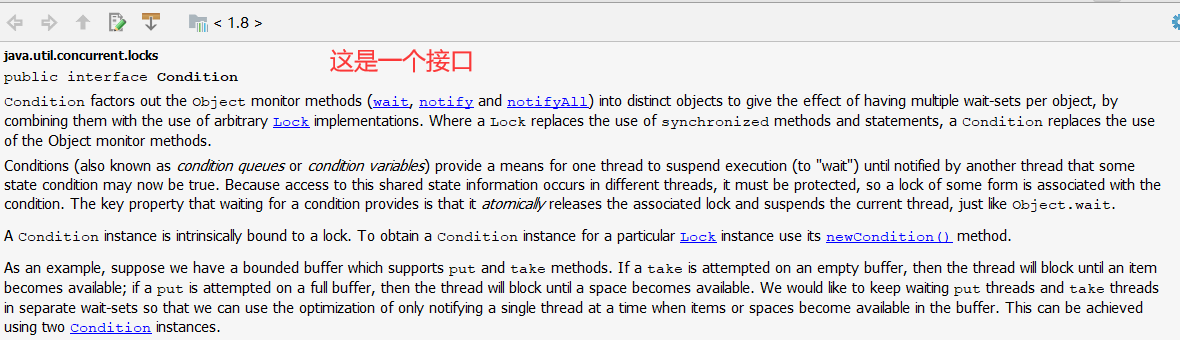 < 1.8 >
java.util.concurrent.locks
这是一个接口
public interface Condition
Condition factors out the Object monitor methods (wait, notify and notifyAll) into distinct objects to give the effect of having multiple wait-sets per object, by
combining them with the use of arbitrary Lock implementations. Where a Lock replaces the use of synchronized methods and statements, a Condition replaces the use
of the Object monitor methods.
Conditions (also known as condition queues or condition variables) provide a means for one thread to suspend execution (to "wait") until notified by another thread that some
state condition may now be true. Because access to this shared state information occurs in different threads, it must be protected, so a lock of some form is associated with the
condition. The key property that waiting for a condition provides is that it atomically releases the associated lock and suspends the current thread, just like Object.wait.
A Condition instance is intrinsically bound to a lock. To obtain a Condition instance for a particular Lock instance use its newCondition() method.
As an example, suppose we have a bounded buffer which supports put and take methods. If a take is attempted on an empty buffer, then the thread will block until an item
becomes available; if a put is attempted on a full buffer, then the thread will block until a space becomes available. We would like to keep waiting put threads and take threads
in separate wait-sets so that we can use the optimization of only notifying a single thread at a time when items or spaces become available in the buffer. This can be achieved
using two Condition instances.